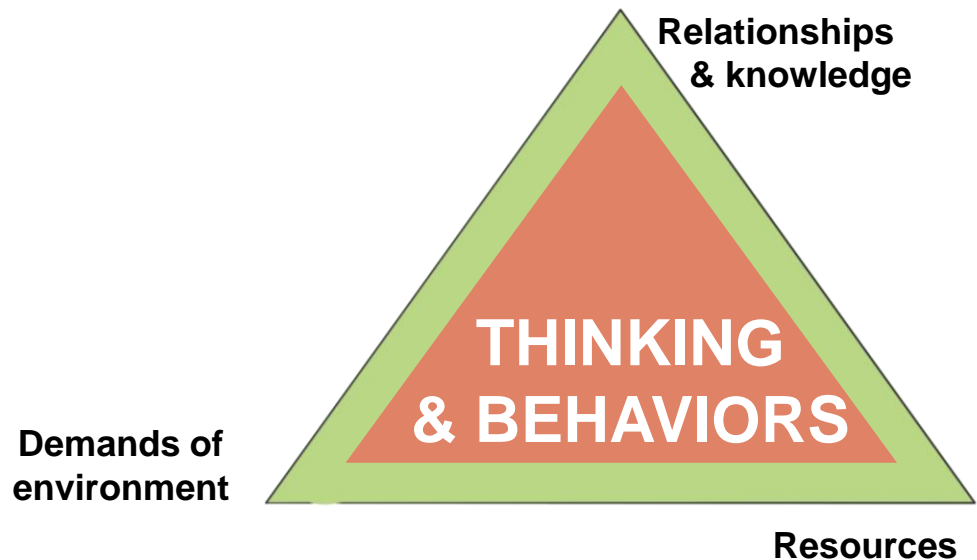 Relationships
& knowledge
THINKING
& BEHAVIORS
Demands of
environment
Resources